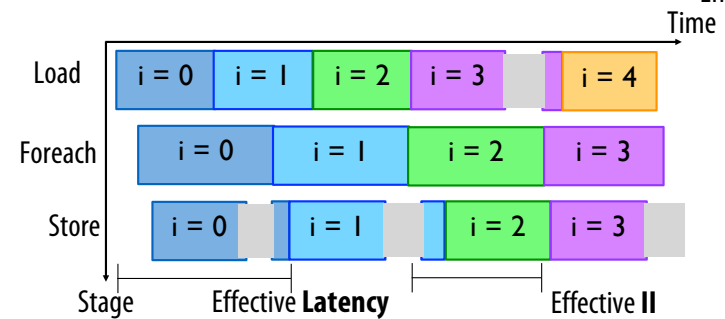 Time
Load i = 0 i = 1 i = 2 i = 3 i = 4
Foreach i = 0 i = 1 i = 2 i = 3
Store i = 0 i = 1 i = 2 i = 3
Stage Effective Latency Effective II